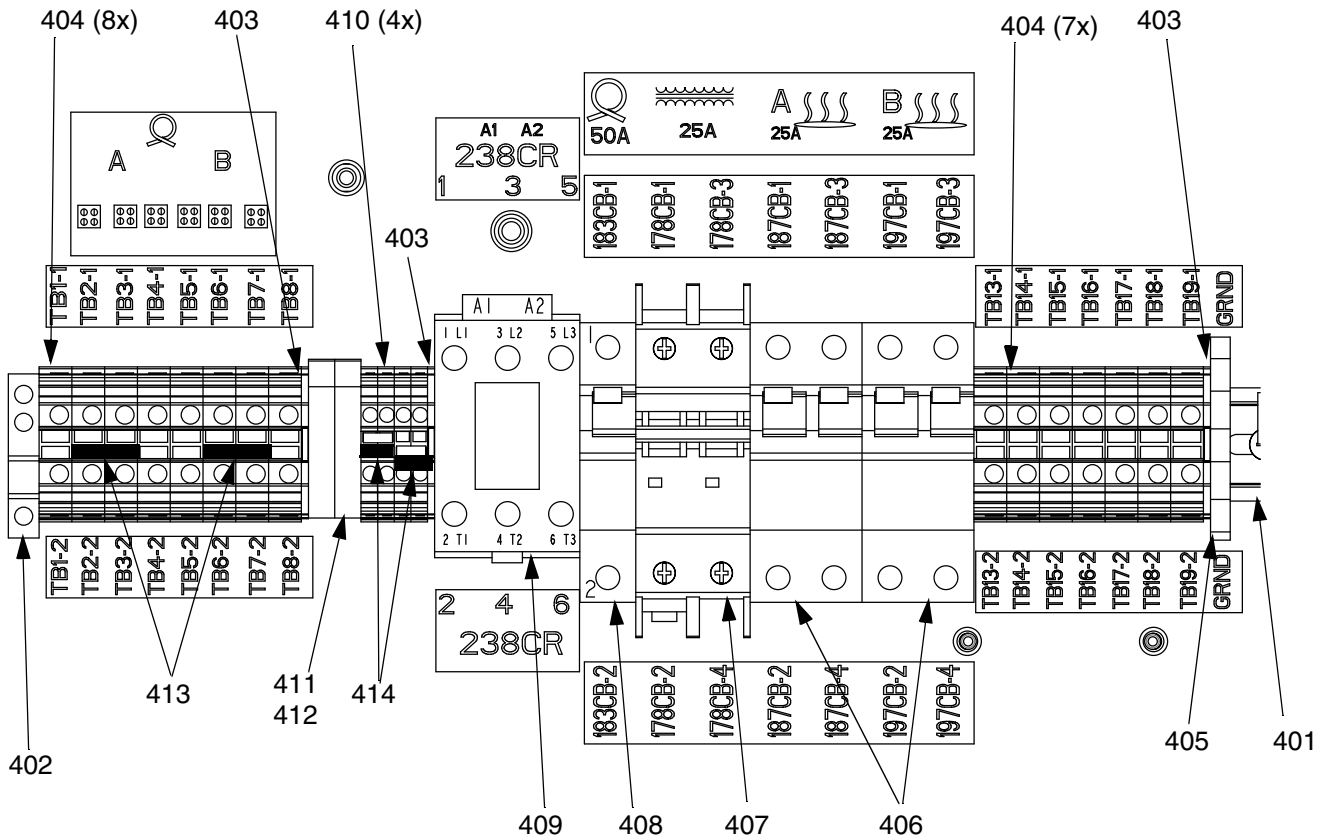 404 (8x) 403 410 (4x) 404 (7x) 403
A B
A1 A2
238CR
1 3 5
50A 25A A 25A B 25A
183CB-1 178CB-1 178CB-3 187CB-1 187CB-3 197CB-1 197CB-3
403
TB1-1 TB2-1 TB3-1 TB4-1 TB5-1 TB6-1 TB7-1 TB8-1
TB13-1 TB14-1 TB15-1 TB16-1 TB17-1 TB18-1 TB19-1 GRND
A1 A2
1 L1 3 L2 5 L3
1
2 T1 4 T2 6 T3
2
TB1-2 TB2-2 TB3-2 TB4-2 TB5-2 TB6-2 TB7-2 TB8-2
TB13-2 TB14-2 TB15-2 TB16-2 TB17-2 TB18-2 TB19-2 GRND
2 4 6
238CR
183CB-2 178CB-2 178CB-4 187CB-2 187CB-4 197CB-2 197CB-4
413 411 414
412
402 405 401
409 408 407 406